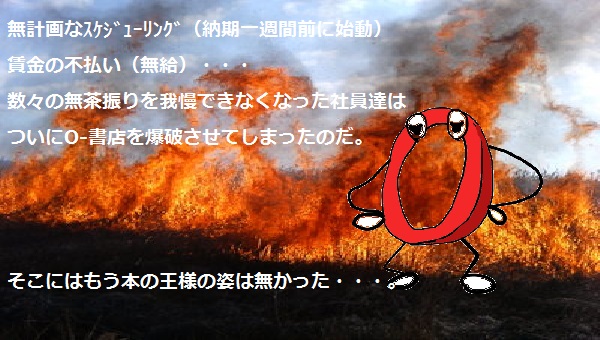 無計画なｽｹｼﾞｭｰﾘﾝｸﾞ（納期一週間前に始動）
賃金の不払い（無給）・・・
数々の無茶振りを我慢できなくなった社員達は
ついにO-書店を爆破させてしまったのだ。
そこにはもう本の王様の姿は無かった・・・